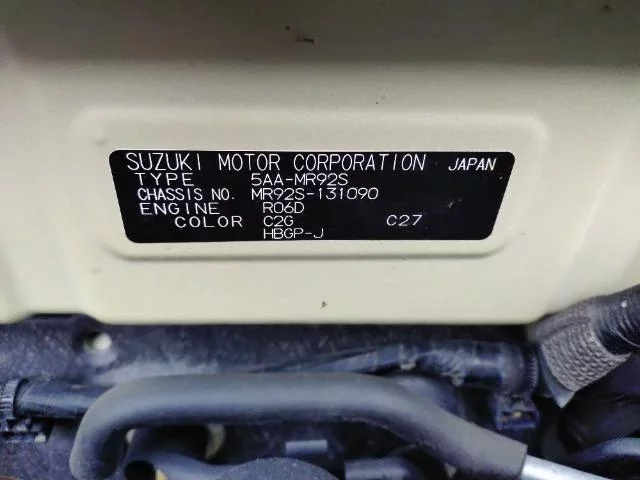 SUZUKI MOTOR CORPORATION JAPAN
TYPE 5AA-MR92S
CHASSIS NO. MR92S-131090
ENGINE R06D
COLOR C2G C27
HBGP-J